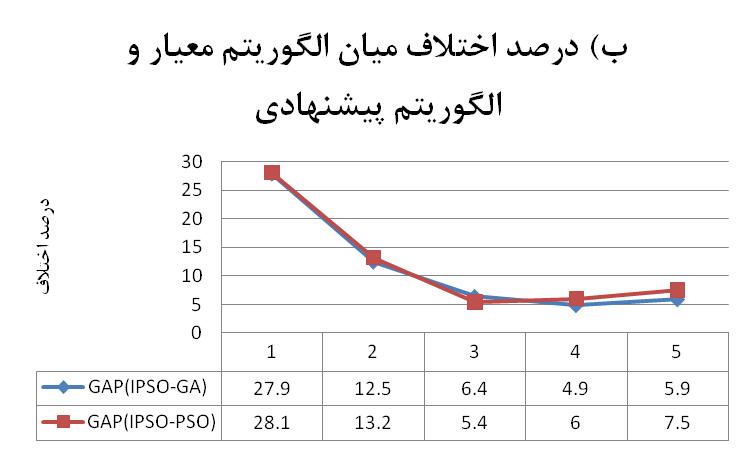 ب) درصد اختلاف میان الگوریتم معیار و
الگوریتم پیشنهادی
درصد اختلاف
30
25
20
15
10
5
0
1 2 3 4 5
GAP(IPSO-GA) 27.9 12.5 6.4 4.9 5.9
GAP(IPSO-PSO) 28.1 13.2 5.4 6 7.5